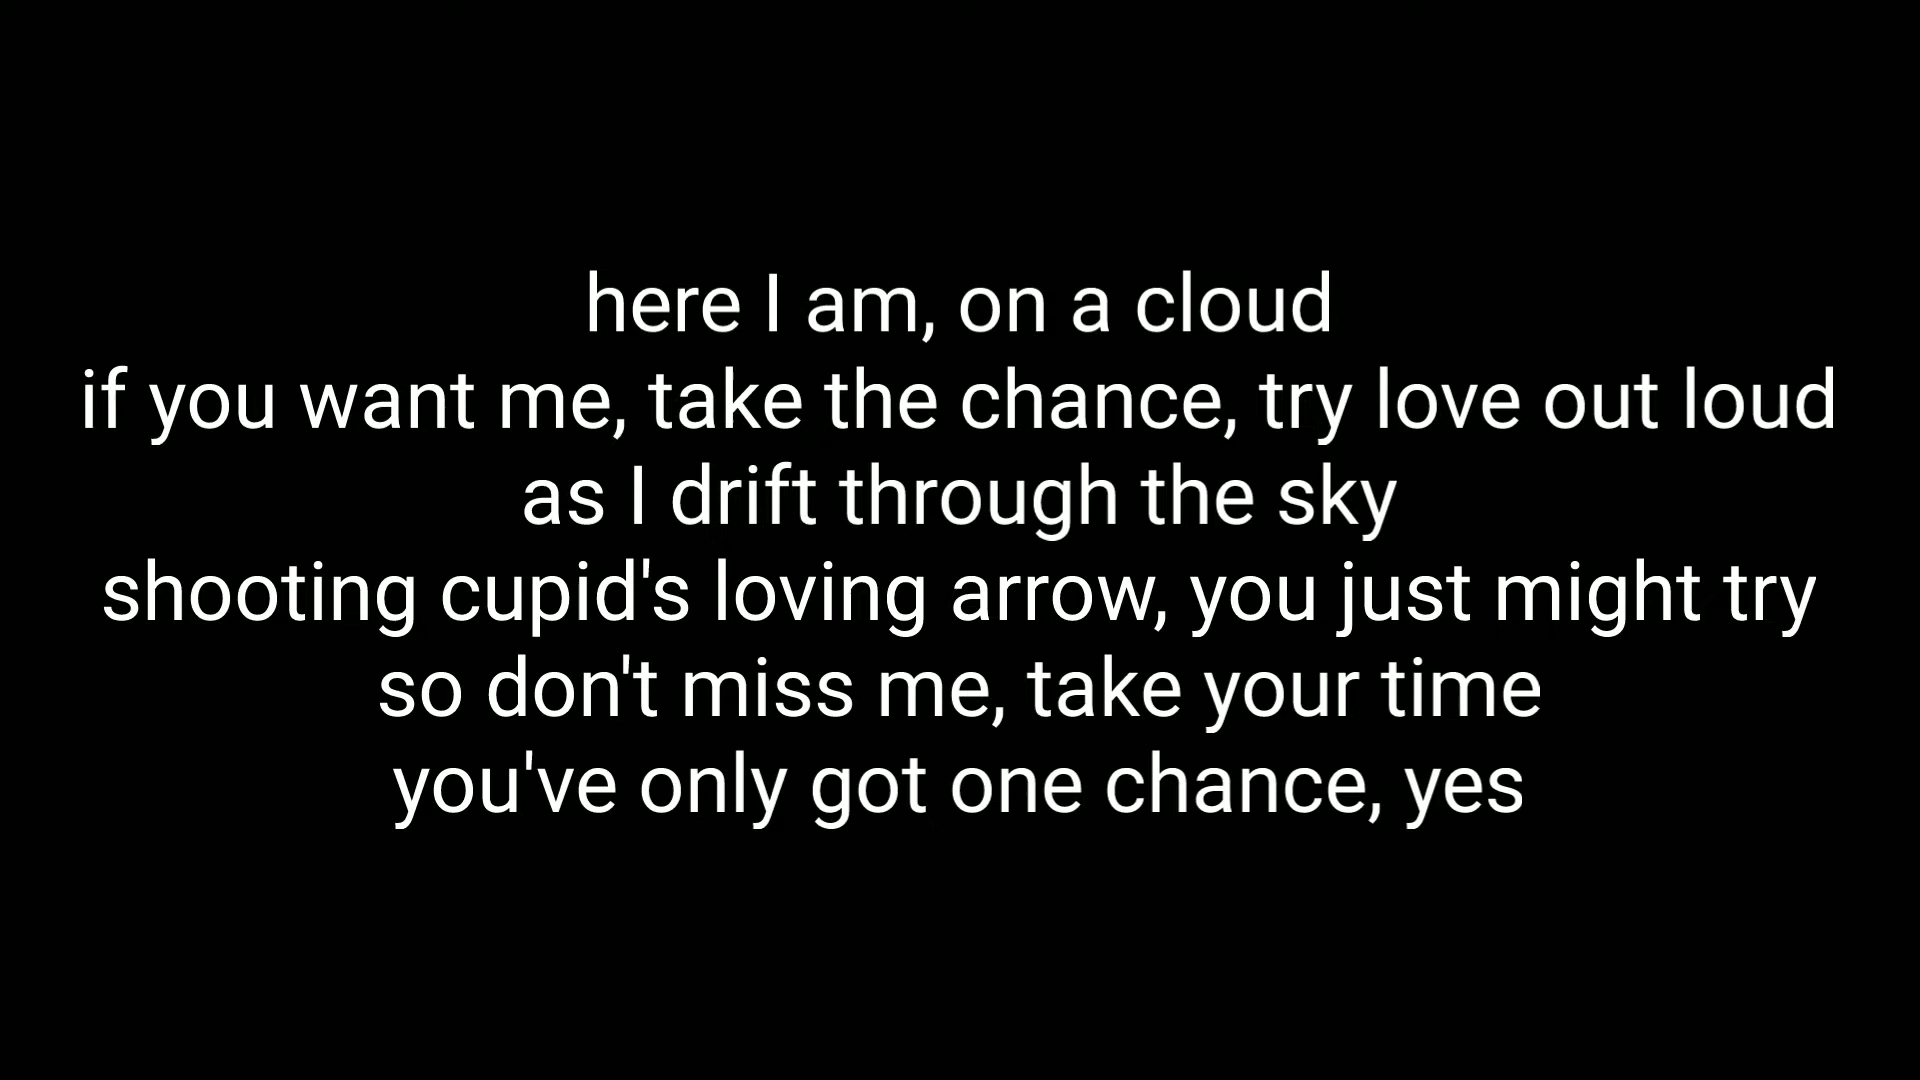 here I am, on a cloud
if you want me, take the chance, try love out loud
as I drift through the sky
shooting cupid's loving arrow, you just might try
so don't miss me, take your time
you've only got one chance, yes